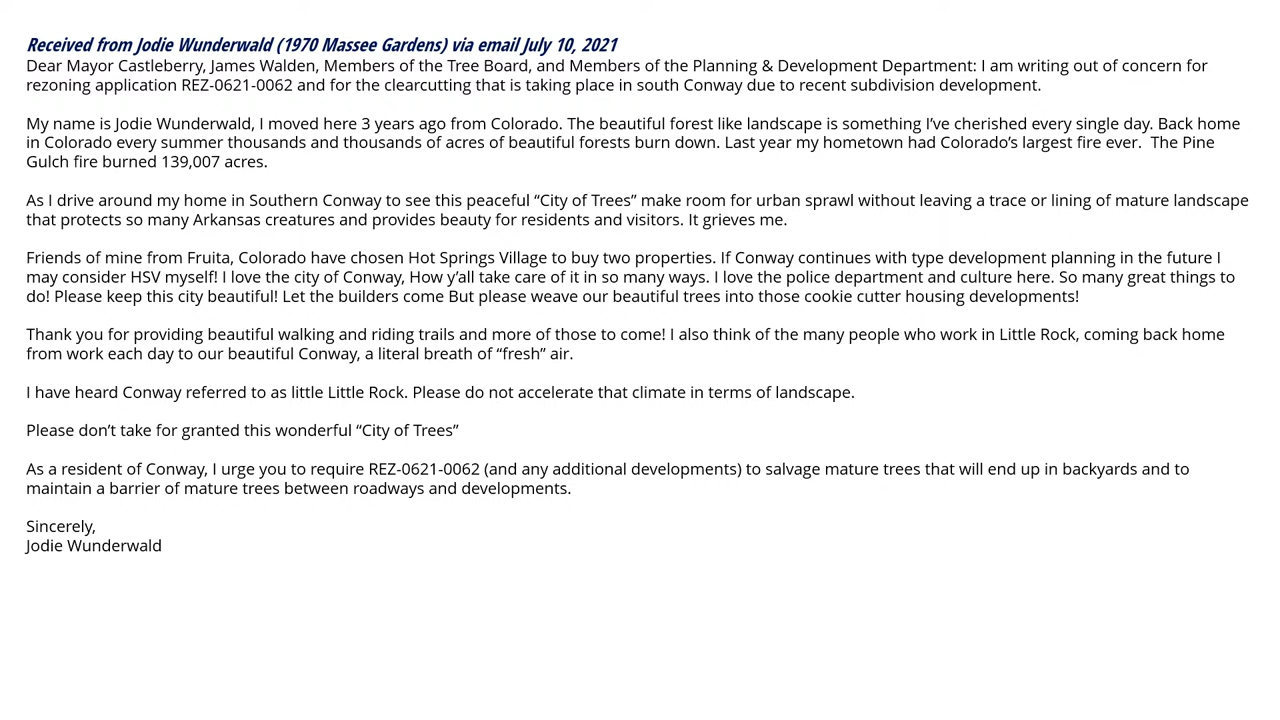 Received from Jodie Wunderwald (1970 Massee Gardens) via email July 10, 2021
Dear Mayor Castleberry, James Walden, Members of the Tree Board, and Members of the Planning & Development Department: I am writing out of concern for
rezoning application REZ-0621-0062 and for the clearcutting that is taking place in south Conway due to recent subdivision development.
My name is Jodie Wunderwald, I moved here 3 years ago from Colorado. The beautiful forest like landscape is something I’ve cherished every single day. Back home
in Colorado every summer thousands and thousands of acres of beautiful forests burn down. Last year my hometown had Colorado’s largest fire ever.  The Pine
Gulch fire burned 139,007 acres.
As I drive around my home in Southern Conway to see this peaceful “City of Trees” make room for urban sprawl without leaving a trace or lining of mature landscape
that protects so many Arkansas creatures and provides beauty for residents and visitors. It grieves me.
Friends of mine from Fruita, Colorado have chosen Hot Springs Village to buy two properties. If Conway continues with type development planning in the future I
may consider HSV myself! I love the city of Conway, How y’all take care of it in so many ways. I love the police department and culture here. So many great things to
do! Please keep this city beautiful! Let the builders come But please weave our beautiful trees into those cookie cutter housing developments!
Thank you for providing beautiful walking and riding trails and more of those to come! I also think of the many people who work in Little Rock, coming back home
from work each day to our beautiful Conway, a literal breath of “fresh” air.
I have heard Conway referred to as little Little Rock. Please do not accelerate that climate in terms of landscape.
Please don’t take for granted this wonderful “City of Trees”
As a resident of Conway, I urge you to require REZ-0621-0062 (and any additional developments) to salvage mature trees that will end up in backyards and to
maintain a barrier of mature trees between roadways and developments.
Sincerely,
Jodie Wunderwald